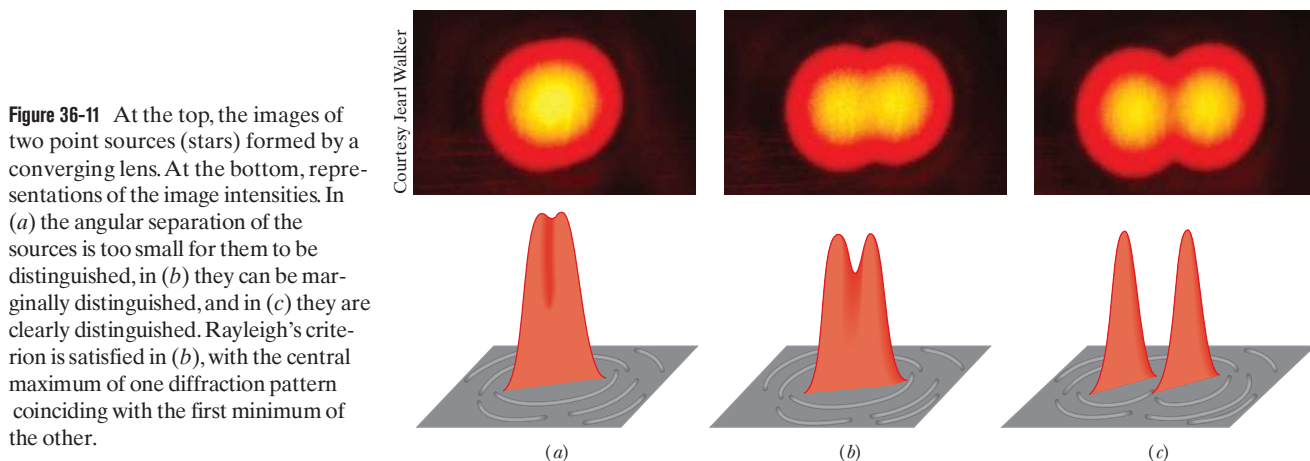 Figure 36-11 At the top, the images of
two point sources (stars) formed by a
converging lens. At the bottom, repre-
sentations of the image intensities. In
(a) the angular separation of the
sources is too small for them to be
distinguished, in (b) they can be mar-
ginally distinguished, and in (c) they are
clearly distinguished. Rayleigh's crite-
rion is satisfied in (b), with the central
maximum of one diffraction pattern
coinciding with the first minimum of
the other.
Courtesy Jearl Walker
(a)
(b)
(c)